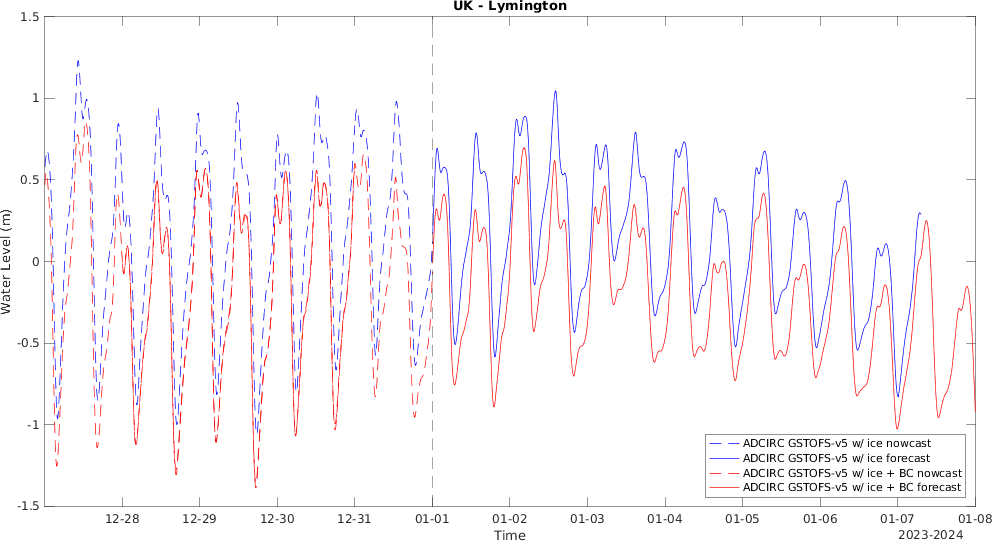 UK - Lymington
1.5
1
0.5
0
-0.5
-1
-1.5
Water Level (m)
12-28 12-29 12-30 12-31 01-01 01-02 01-03 01-04 01-05 01-06 01-07 01-08
Time
2023-2024
ADCIRC GSTOFS-v5 w/ ice nowcast
ADCIRC GSTOFS-v5 w/ ice forecast
ADCIRC GSTOFS-v5 w/ ice + BC nowcast
ADCIRC GSTOFS-v5 w/ ice + BC forecast